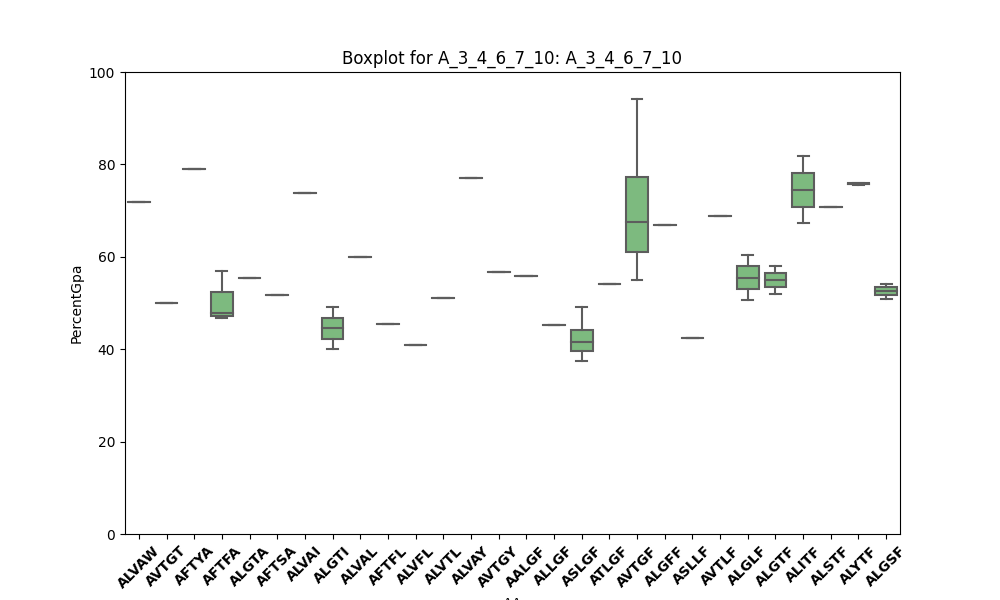 Boxplot for A_3_4_6_7_10: A_3_4_6_7_10
PercentGpa
100
80
60
40
20
0
ALVAW
AVTGT
AFTYA
AFTFA
ALGTA
AFTSA
ALVAI
ALGTI
ALVAL
AFTFL
ALVFL
ALVTL
ALVAY
AVTGY
AALGF
ALLGF
ASLGF
ATLGF
AVTGF
ALGFF
ASLLF
AVTLF
ALGLF
ALGTF
ALITF
ALSTF
ALYTF
ALGSF